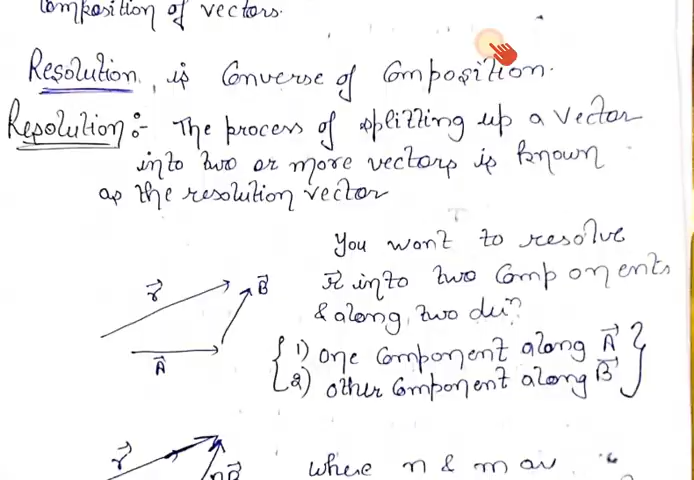 Composition of vectors.
Resolution, is Converse of Composition.
Resolution :- The process of splitting up a Vector
into two or more vectors is known
as the resolution vector
You want to resolve
r⃗ into two Components
& along two dirⁿ
r⃗
B⃗
A⃗
1) One Component along A⃗
2) other Component along B⃗
r⃗
nB⃗
where n & m are